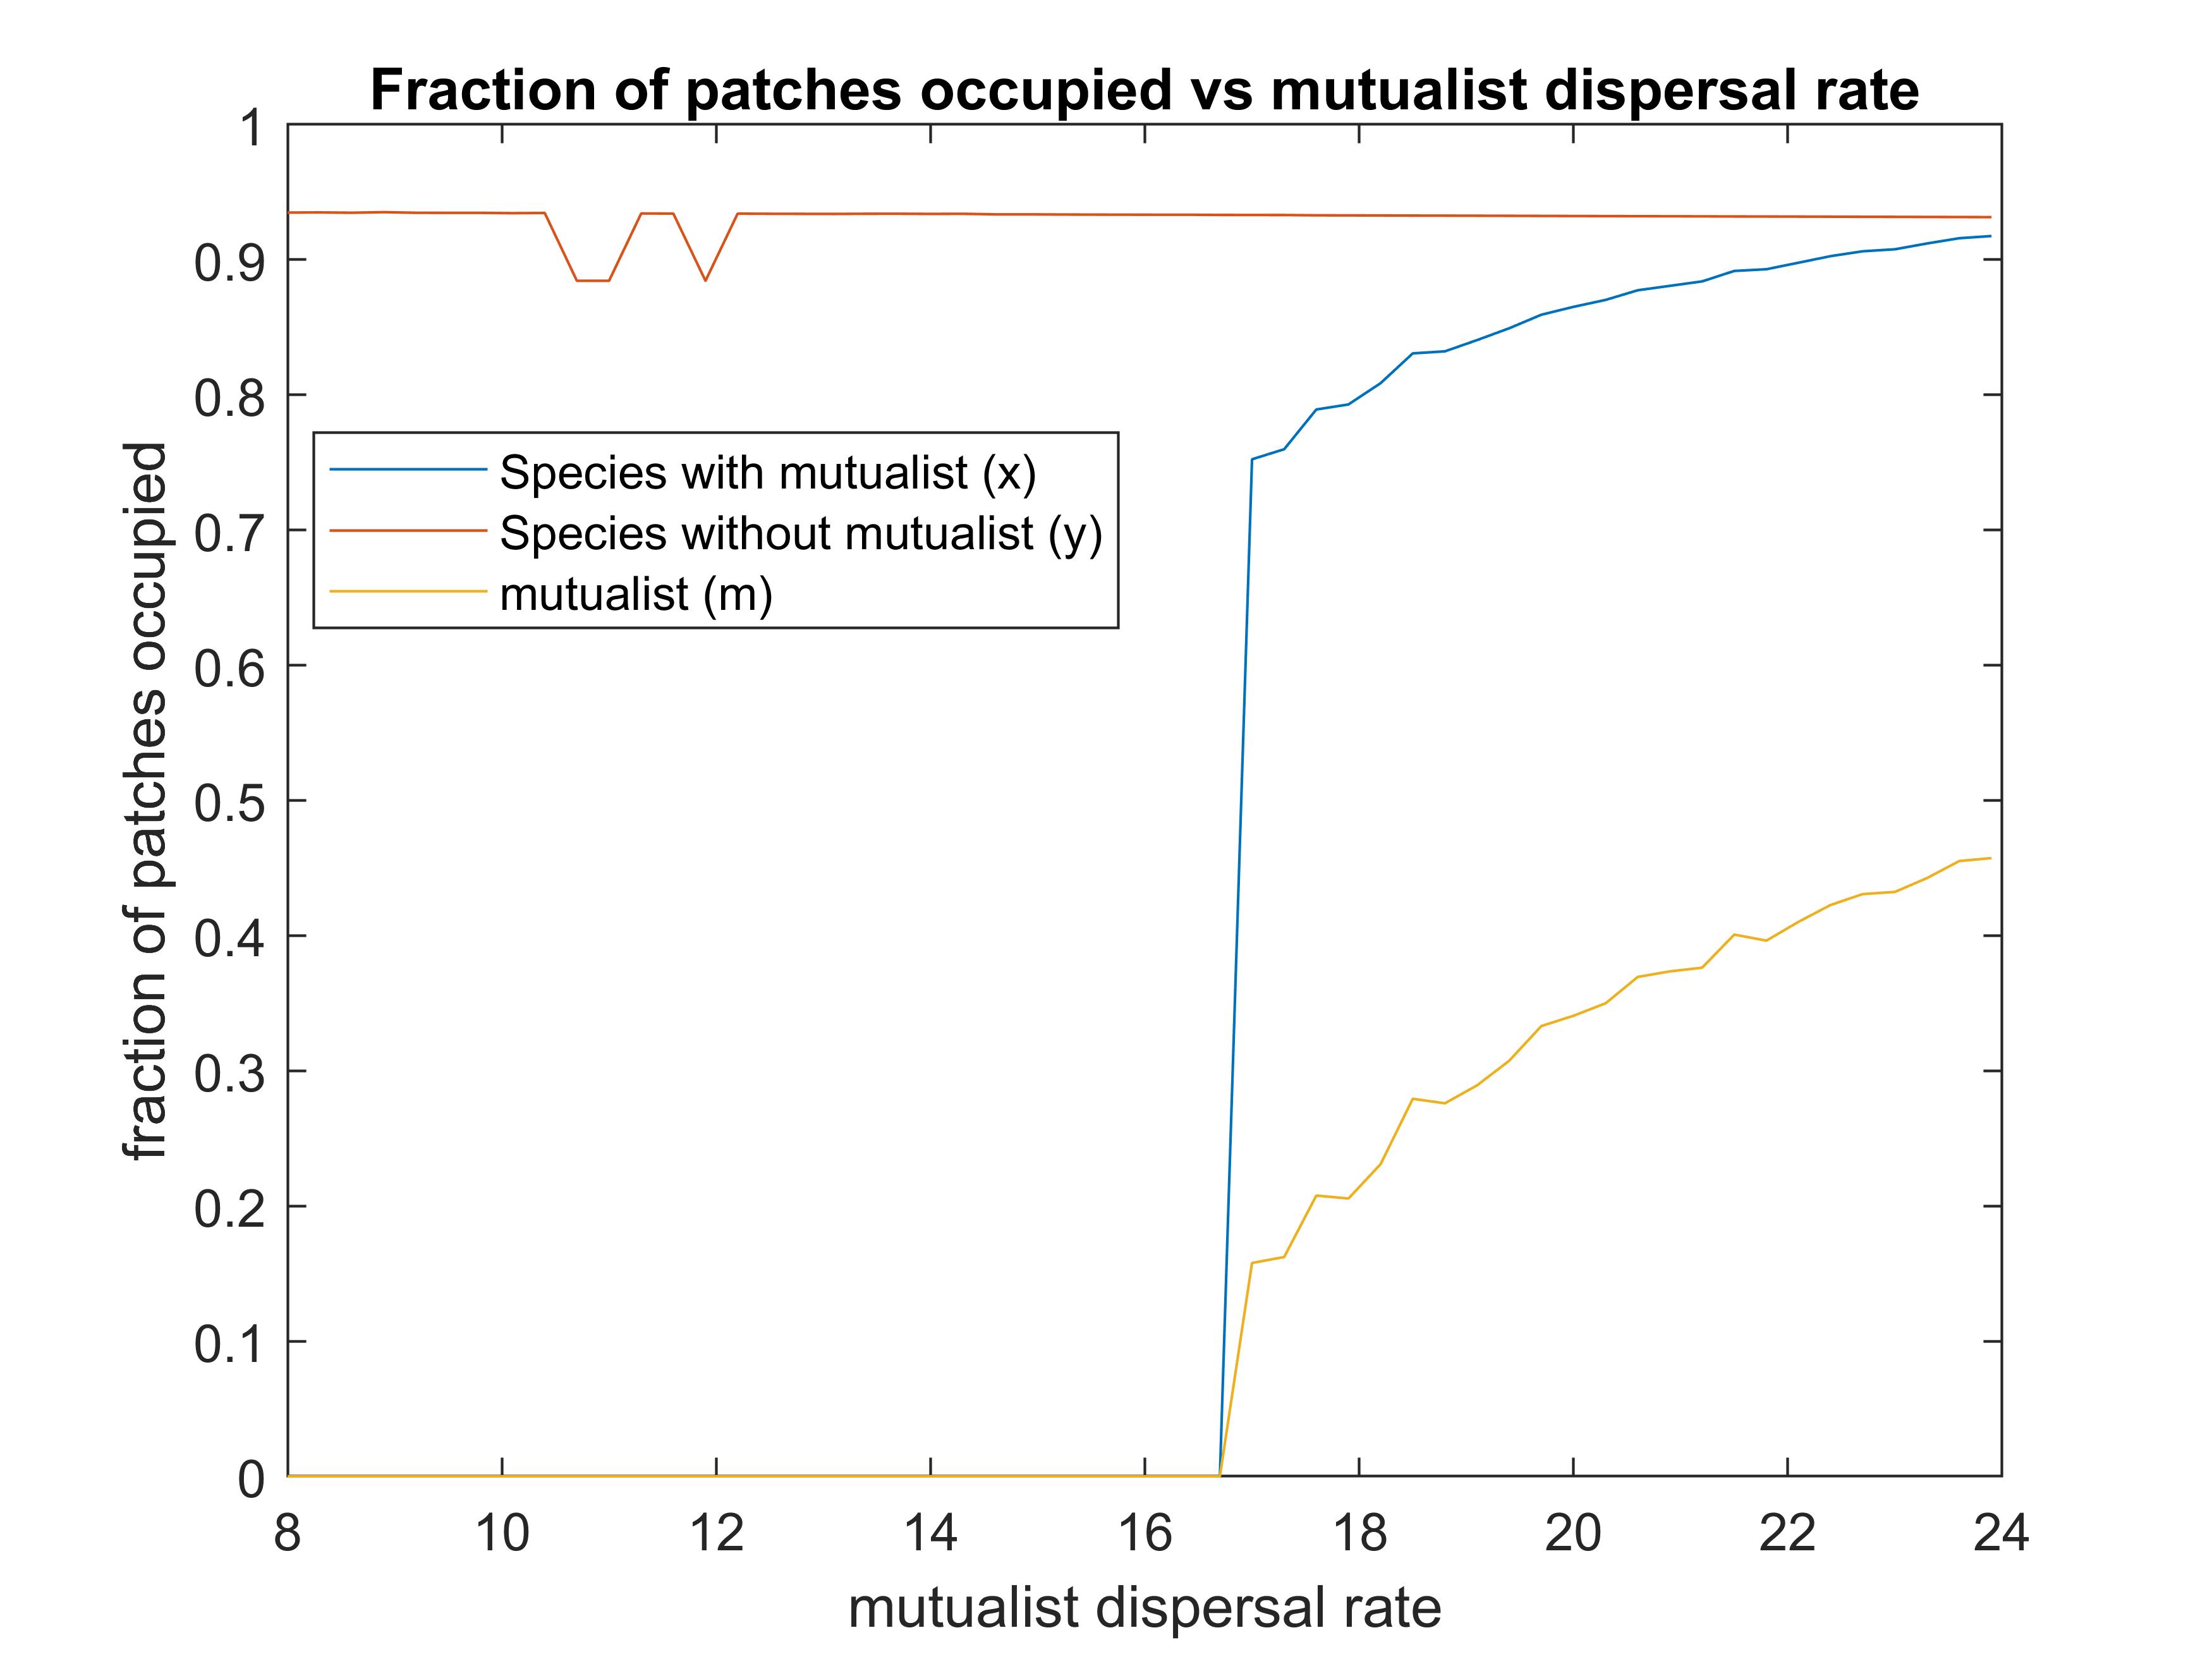 Fraction of patches occupied vs mutualist dispersal rate
1
0.9
0.8
0.7
0.6
0.5
0.4
0.3
0.2
0.1
0
fraction of patches occupied
Species with mutualist (x)
Species without mutualist (y)
mutualist (m)
8 10 12 14 16 18 20 22 24
mutualist dispersal rate